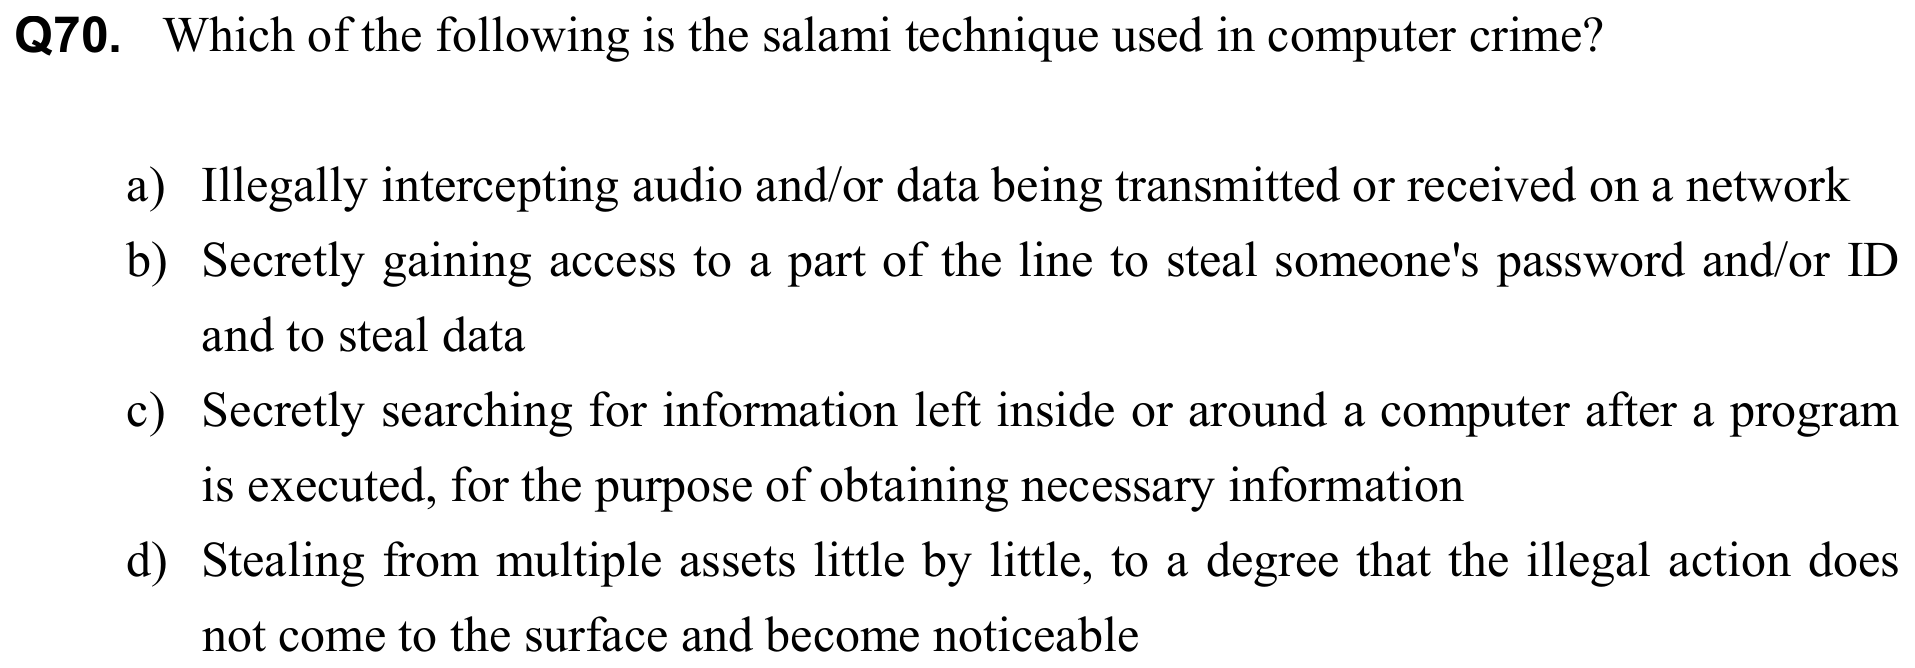 Q70. Which of the following is the salami technique used in computer crime?
a) Illegally intercepting audio and/or data being transmitted or received on a network
b) Secretly gaining access to a part of the line to steal someone's password and/or ID
and to steal data
c) Secretly searching for information left inside or around a computer after a program
is executed, for the purpose of obtaining necessary information
d) Stealing from multiple assets little by little, to a degree that the illegal action does
not come to the surface and become noticeable